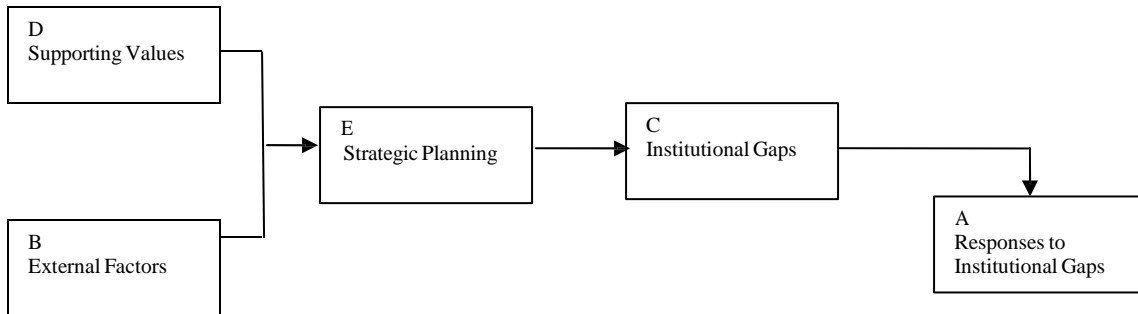 D
Supporting Values
B
External Factors
E
Strategic Planning
C
Institutional Gaps
A
Responses to
Institutional Gaps